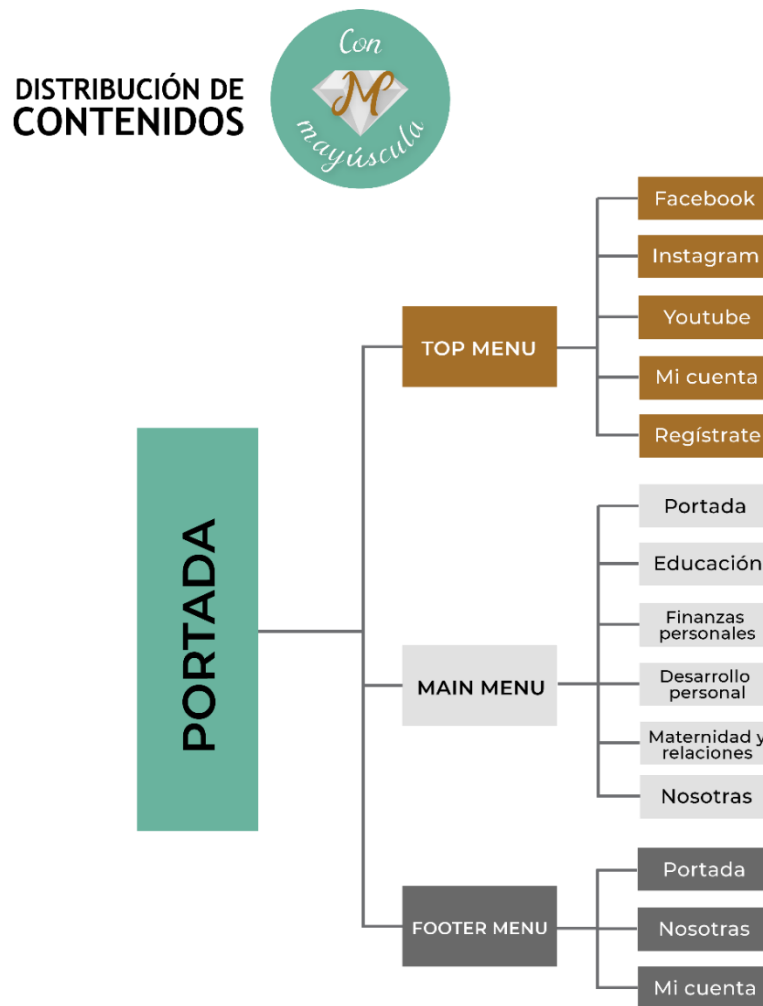 DISTRIBUCIÓN DE
CONTENIDOS
Con
M
mayúscula
PORTADA
TOP MENU
Facebook
Instagram
Youtube
Mi cuenta
Regístrate
MAIN MENU
Portada
Educación
Finanzas
personales
Desarrollo
personal
Maternidad y
relaciones
Nosotras
FOOTER MENU
Portada
Nosotras
Mi cuenta